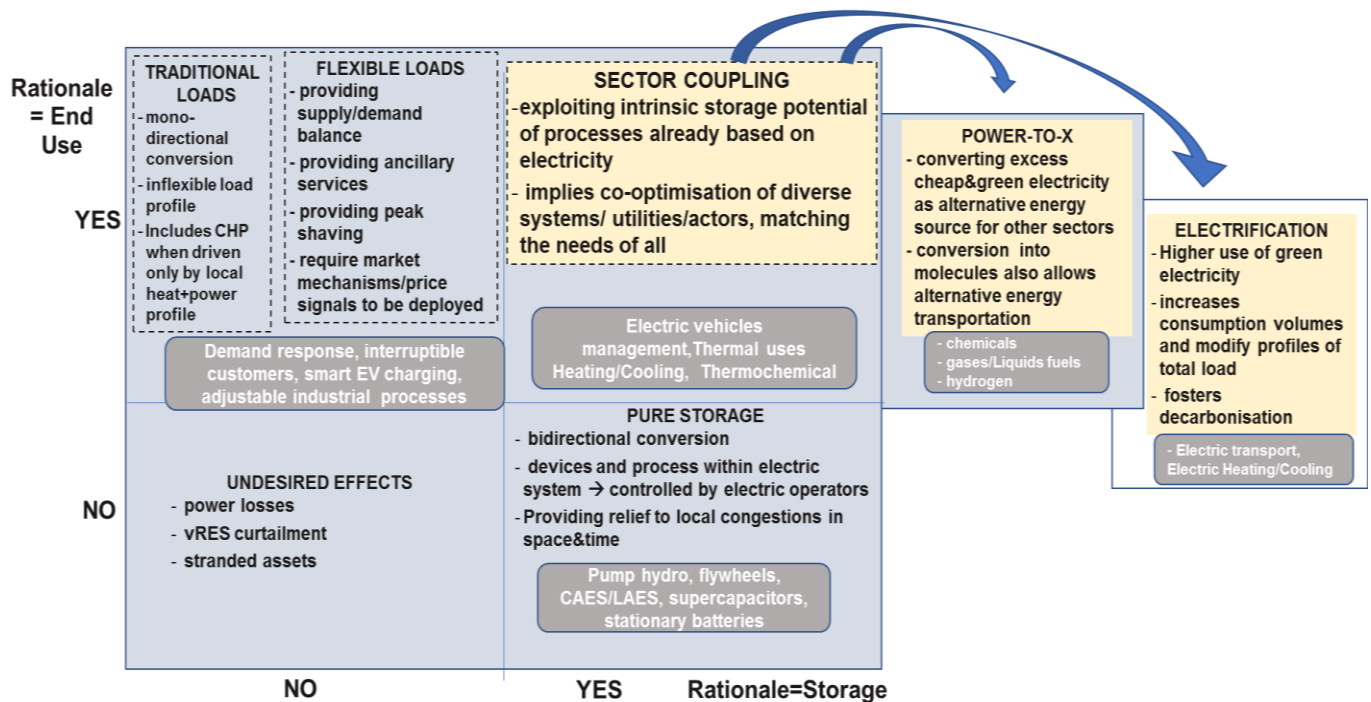 Rationale
= End
Use
YES
NO
TRADITIONAL
LOADS
- mono-
directional
conversion
- inflexible load
profile
- Includes CHP
when driven
only by local
heat+power
profile
FLEXIBLE LOADS
- providing
supply/demand
balance
- providing ancillary
services
- providing peak
shaving
- require market
mechanisms/price
signals to be deployed
Demand response, interruptible
customers, smart EV charging,
adjustable industrial processes
SECTOR COUPLING
-exploiting intrinsic storage potential
of processes already based on
electricity
- implies co-optimisation of diverse
systems/ utilities/actors, matching
the needs of all
Electric vehicles
management,Thermal uses
Heating/Cooling, Thermochemical
POWER-TO-X
- converting excess
cheap&green electricity
as alternative energy
source for other sectors
- conversion into
molecules also allows
alternative energy
transportation
- chemicals
- gases/Liquids fuels
- hydrogen
ELECTRIFICATION
- Higher use of green
electricity
- increases
consumption volumes
and modify profiles of
total load
- fosters
decarbonisation
- Electric transport,
Electric Heating/Cooling
UNDESIRED EFFECTS
- power losses
- vRES curtailment
- stranded assets
PURE STORAGE
- bidirectional conversion
- devices and process within electric
system → controlled by electric operators
- Providing relief to local congestions in
space&time
Pump hydro, flywheels,
CAES/LAES, supercapacitors,
stationary batteries
NO
YES
Rationale=Storage